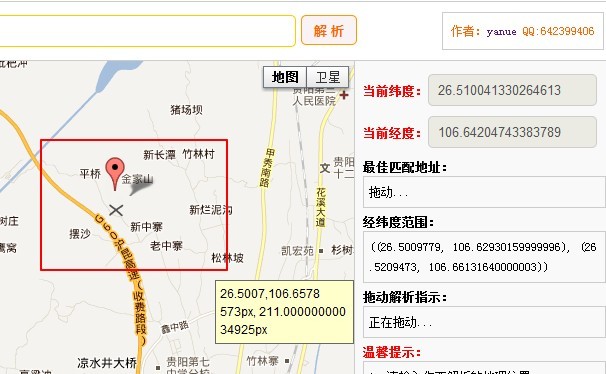 解 析
作者：yanue QQ:642399406
地图
卫星
贵阳第三
人民医院
猪场坝
新长潭
竹林村
平桥
金家山
甲秀南路
花溪大道
贵阳
十二
新烂泥沟
摆沙
新中寨
老中寨
G60沪昆高速(收费路段)
松林坡
凯宏苑
杉树
树庄
鹰窝
26.5007,106.6578
573px, 211.000000000
34925px
鑫中路
凉水井大桥
贵阳第七
中学分校
竹林寨
当前纬度：
26.510041330264613
当前经度：
106.64204743383789
最佳匹配地址：
拖动...
经纬度范围：
((26.5009779, 106.62930159999996), (26
.5209473, 106.66131640000003))
拖动解析指示：
正在拖动...
温馨提示：